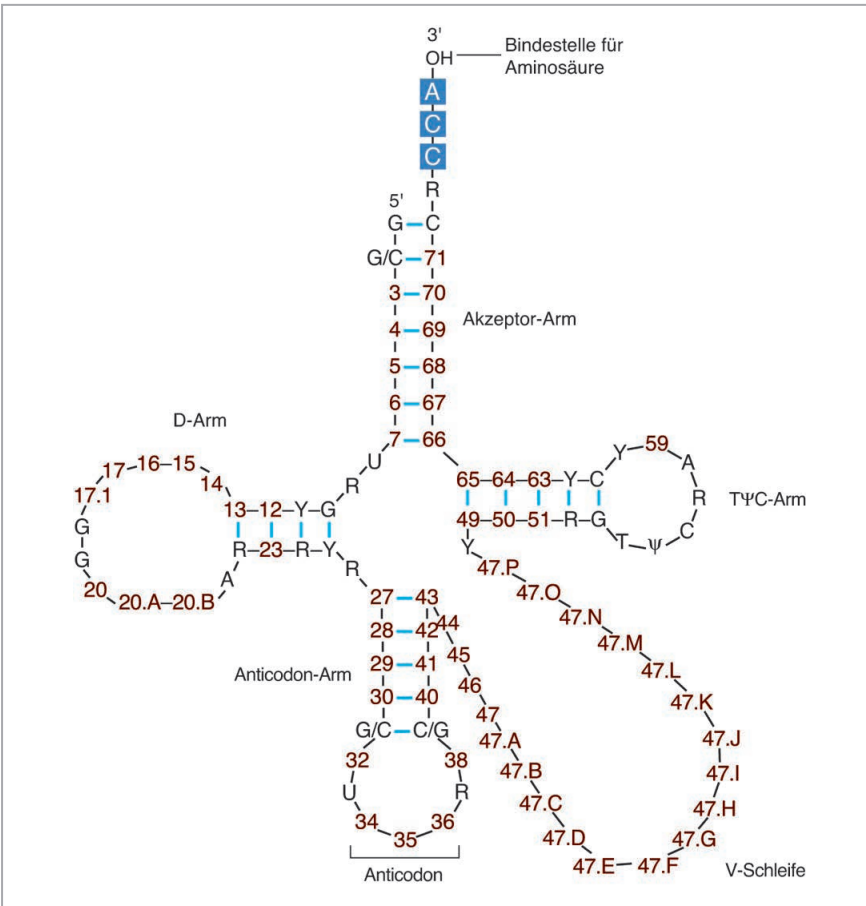 3'
OH
Bindestelle für
Aminosäure
A
C
C
R
5'
G C
G/C 71
3 70
4 69
Akzeptor-Arm
5 68
6 67
7 66
D-Arm
U
R
17.1 17 16 15 14
13 12 Y G
G
G
20 20.A 20.B A
R 23 R Y
R
65 64 63 Y C
Y 59 A R C
TΨC-Arm
49 50 51 R G
T Ψ
Y
47.P
47.O
47.N
47.M
47.L
47.K
47.J
47.I
47.H
47.G
47.F
47.E
47.D
47.C
47.B
47.A
47
46
45
44
27 43
28 42
29 41
Anticodon-Arm
30 40
G/C C/G
32 38
U R
34 35 36
Anticodon
V-Schleife